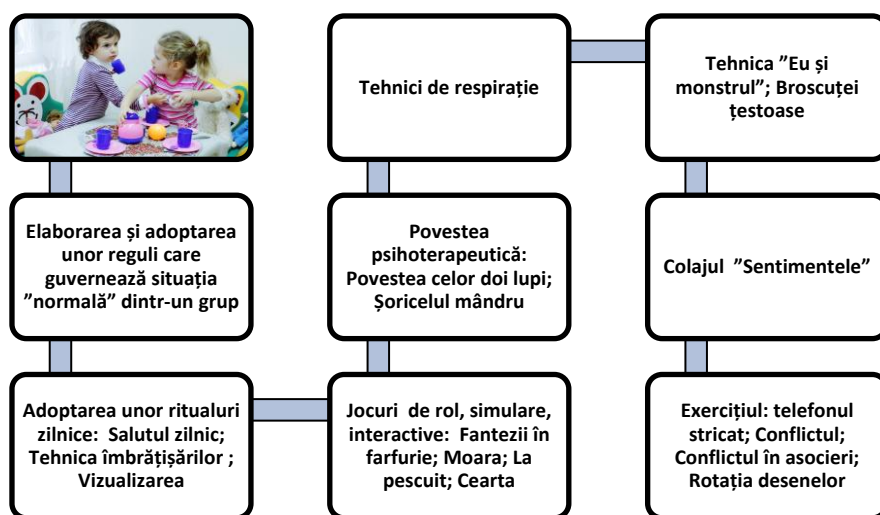 Elaborarea și adoptarea
unor reguli care
guvernează situația
”normală” dintr-un grup
Adoptarea unor ritualuri
zilnice:  Salutul zilnic;
Tehnica îmbrățișărilor ;
Vizualizarea
Jocuri  de rol, simulare,
interactive:  Fantezii în
farfurie; Moara; La
pescuit; Cearta
Povestea
psihoterapeutică:
Povestea celor doi lupi;
Șoricelul mândru
Tehnici de respirație
Tehnica ”Eu și
monstrul”; Broscuței
țestoase
Colajul  ”Sentimentele”
Exercițiul: telefonul
stricat; Conflictul;
Conflictul în asocieri;
Rotația desenelor